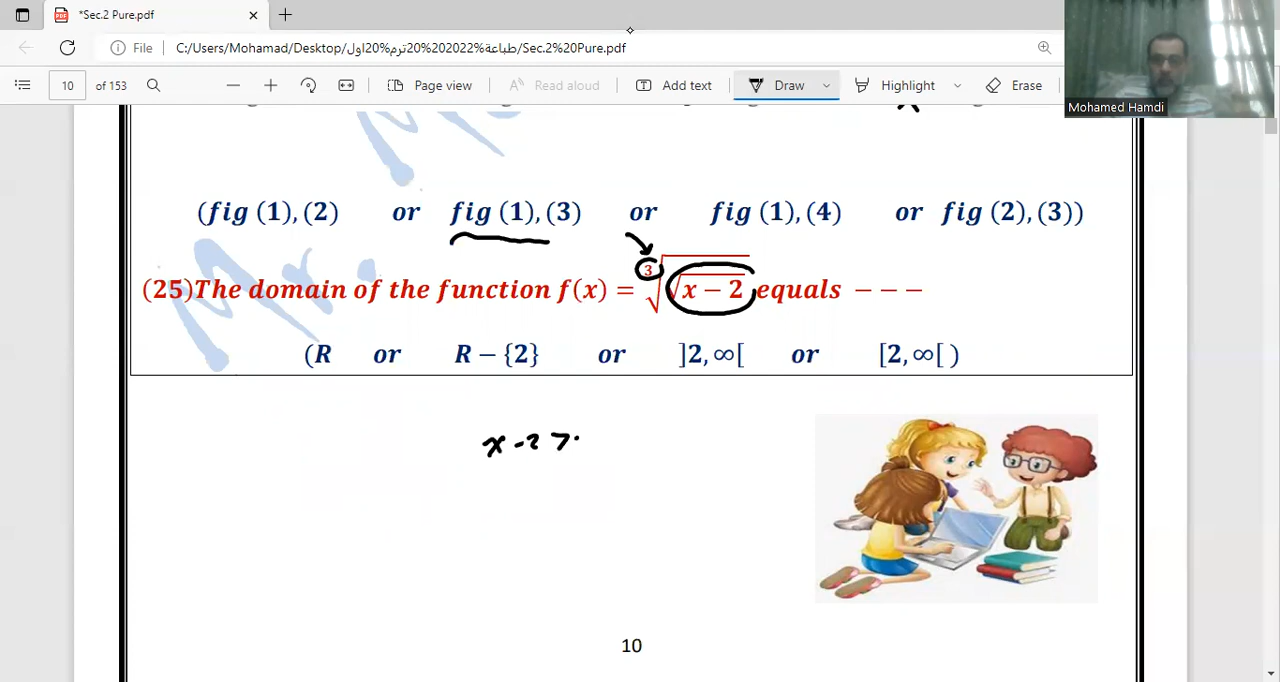 *Sec.2 Pure.pdf
File C:/Users/Mohamad/Desktop/طباعة%20ترم%20اول%202022/Sec.2%20Pure.pdf
10 of 153 Page view Read aloud Add text Draw Highlight Erase
Mohamed Hamdi
(fig (1), (2) or fig (1), (3) or fig (1), (4) or fig (2), (3))
(25)The domain of the function f(x) = ∛√x − 2 equals − − −
(R or R − {2} or ]2, ∞[ or [2, ∞[ )
x - 2 >
10
Mr.